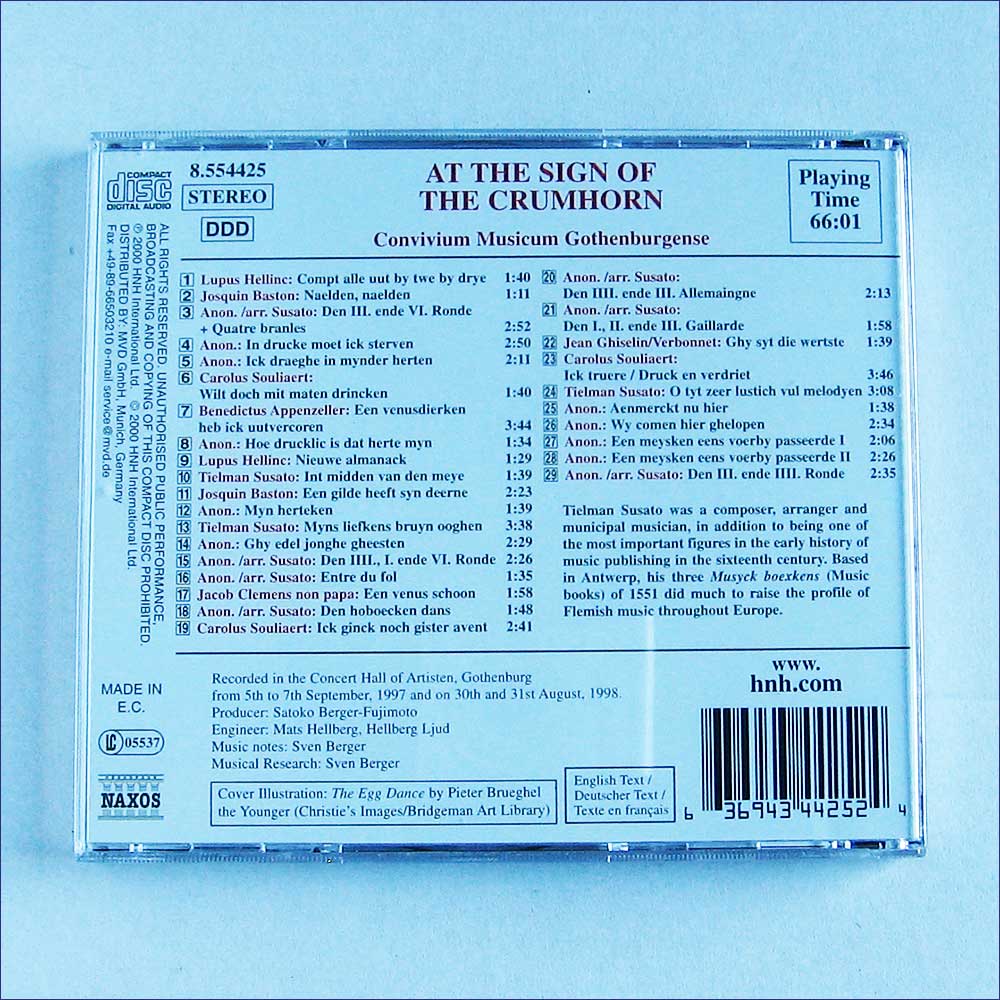 COMPACT
disc
DIGITAL AUDIO
8.554425
STEREO
DDD
AT THE SIGN OF
THE CRUMHORN
Convivium Musicum Gothenburgense
Playing
Time
66:01
ALL RIGHTS RESERVED. UNAUTHORISED PUBLIC PERFORMANCE,
BROADCASTING AND COPYING OF THIS COMPACT DISC PROHIBITED.
℗ 2000 HNH International Ltd. © 2000 HNH International Ltd.
DISTRIBUTED BY: MVD GmbH, Munich, Germany
Fax +49-89-66503210 e-mail service@mvd.de
1 Lupus Hellinc: Compt alle uut by twe by drye 1:40
2 Josquin Baston: Naelden, naelden 1:11
3 Anon. /arr. Susato: Den III. ende VI. Ronde
+ Quatre branles 2:52
4 Anon.: In drucke moet ick sterven 2:50
5 Anon.: Ick draeghe in mynder herten 2:11
6 Carolus Souliaert:
Wilt doch mit maten drincken 1:40
7 Benedictus Appenzeller: Een venusdierken
heb ick uutvercoren 3:44
8 Anon.: Hoe drucklic is dat herte myn 1:34
9 Lupus Hellinc: Nieuwe almanack 1:29
10 Tielman Susato: Int midden van den meye 1:39
11 Josquin Baston: Een gilde heeft syn deerne 2:23
12 Anon.: Myn herteken 1:39
13 Tielman Susato: Myns liefkens bruyn ooghen 3:38
14 Anon.: Ghy edel jonghe gheesten 2:29
15 Anon. /arr. Susato: Den IIII., I. ende VI. Ronde 2:26
16 Anon. /arr. Susato: Entre du fol 1:35
17 Jacob Clemens non papa: Een venus schoon 1:58
18 Anon. /arr. Susato: Den hoboecken dans 1:48
19 Carolus Souliaert: Ick ginck noch gister avent 2:41
20 Anon. /arr. Susato:
Den IIII. ende III. Allemaingne 2:13
21 Anon. /arr. Susato:
Den I., II. ende III. Gaillarde 1:58
22 Jean Ghiselin/Verbonnet: Ghy syt die wertste 1:39
23 Carolus Souliaert:
Ick truere / Druck en verdriet 3:46
24 Tielman Susato: O tyt zeer lustich vul melodyen 3:08
25 Anon.: Aenmerckt nu hier 1:38
26 Anon.: Wy comen hier ghelopen 2:34
27 Anon.: Een meysken eens voerby passeerde I 2:06
28 Anon.: Een meysken eens voerby passeerde II 2:26
29 Anon. /arr. Susato: Den III. ende IIII. Ronde 2:35
Tielman Susato was a composer, arranger and
municipal musician, in addition to being one of
the most important figures in the early history of
music publishing in the sixteenth century. Based
in Antwerp, his three Musyck boexkens (Music
books) of 1551 did much to raise the profile of
Flemish music throughout Europe.
MADE IN
E.C.
LC 05537
NAXOS
Recorded in the Concert Hall of Artisten, Gothenburg
from 5th to 7th September, 1997 and on 30th and 31st August, 1998.
Producer: Satoko Berger-Fujimoto
Engineer: Mats Hellberg, Hellberg Ljud
Music notes: Sven Berger
Musical Research: Sven Berger
Cover Illustration: The Egg Dance by Pieter Brueghel
the Younger (Christie's Images/Bridgeman Art Library)
English Text /
Deutscher Text /
Texte en français
www.
hnh.com
6 36943 44252 4